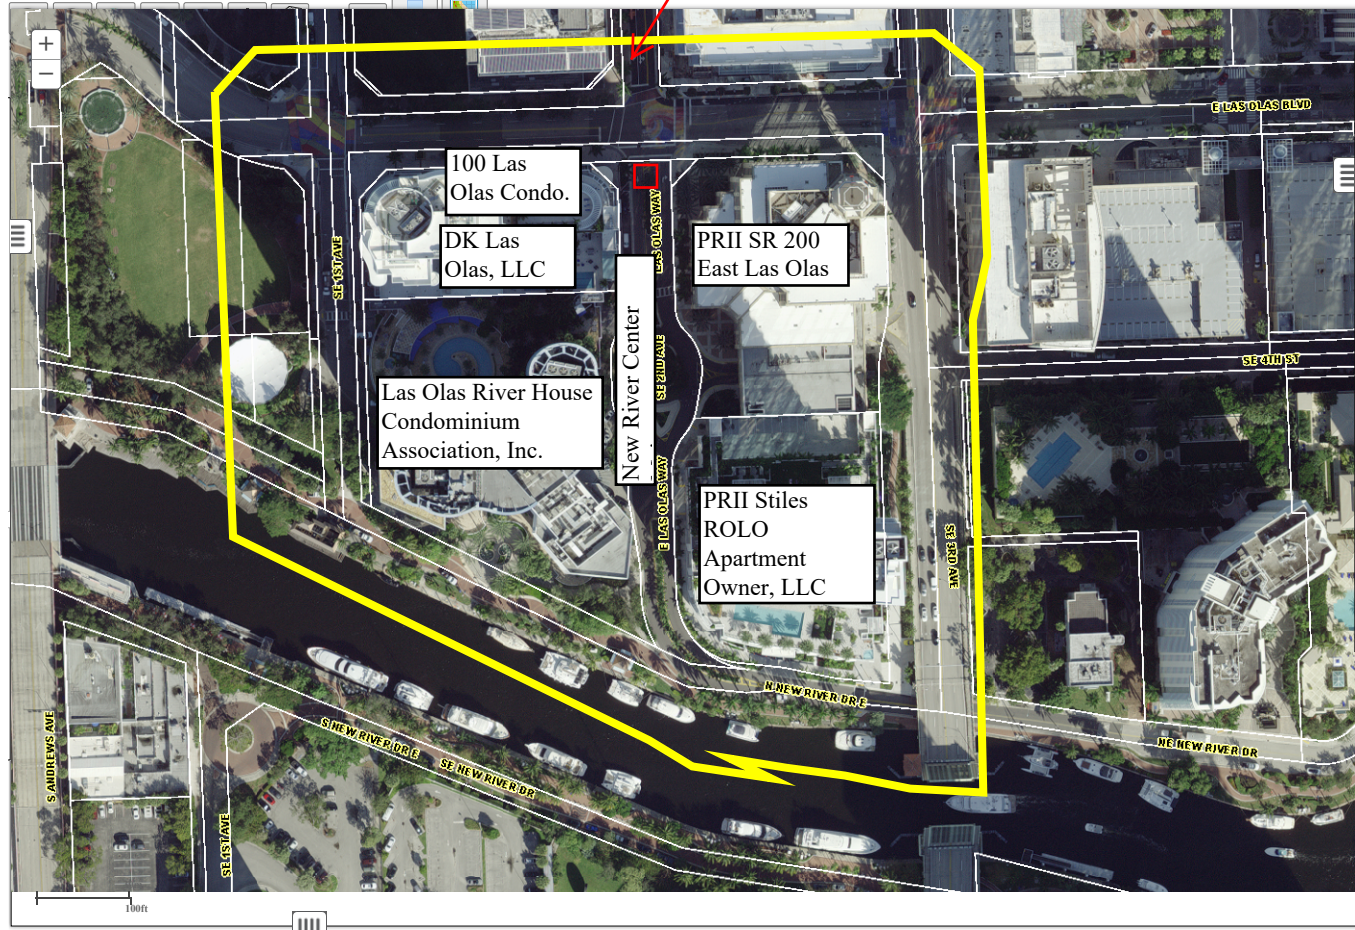 +
−
E LAS OLAS BLVD
100 Las
Olas Condo.
DK Las
Olas, LLC
SE 1ST AVE
LAS OLAS WAY
PRII SR 200
East Las Olas
New River Center
SE 2ND AVE
SE 4TH ST
Las Olas River House
Condominium
Association, Inc.
E LAS OLAS WAY
PRII Stiles
ROLO
Apartment
Owner, LLC
SE 3RD AVE
N NEW RIVER DR E
S NEW RIVER DR E
SE NEW RIVER DR
NE NEW RIVER DR
S ANDREWS AVE
SE 1ST AVE
100ft